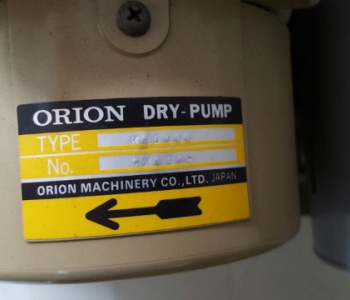 ORION DRY-PUMP
TYPE
No.
ORION MACHINERY CO.,LTD. JAPAN